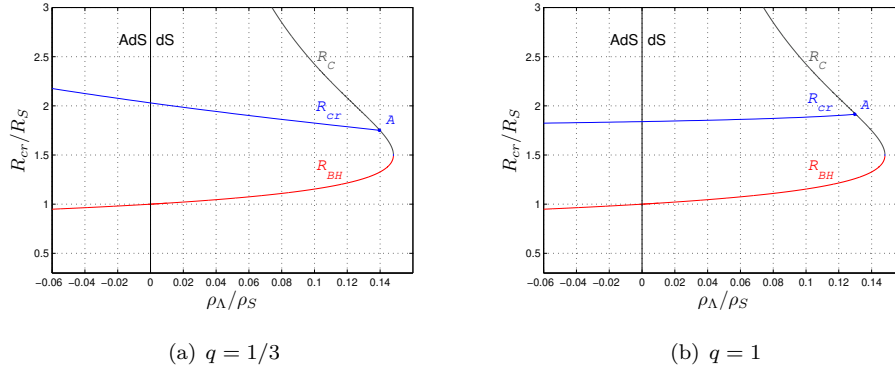 3
2.5
2
1.5
1
0.5
R_cr/R_S
AdS dS
R_C
R_cr
A
R_BH
−0.06 −0.04 −0.02 0 0.02 0.04 0.06 0.08 0.1 0.12 0.14
ρ_Λ/ρ_S
(a) q = 1/3
3
2.5
2
1.5
1
0.5
R_cr/R_S
AdS dS
R_C
R_cr
A
R_BH
−0.06 −0.04 −0.02 0 0.02 0.04 0.06 0.08 0.1 0.12 0.14
ρ_Λ/ρ_S
(b) q = 1